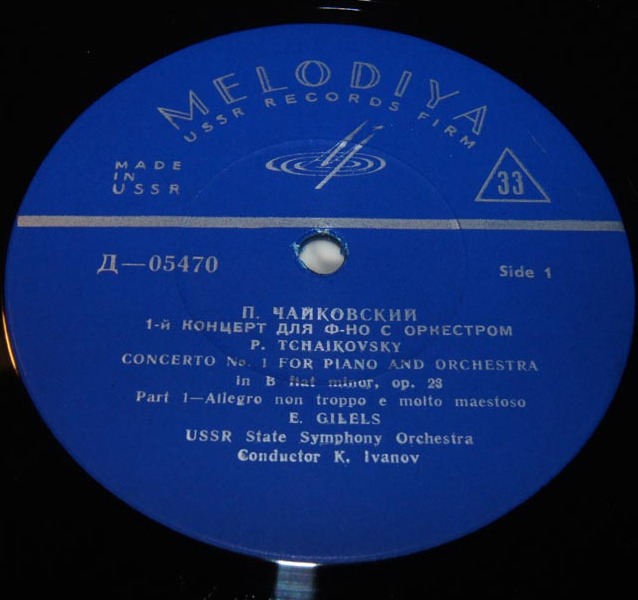 MELODIYA
USSR RECORDS FIRM
MADE
IN
USSR
33
Д—05470
Side 1
П. ЧАЙКОВСКИЙ
1-й КОНЦЕРТ ДЛЯ Ф-НО С ОРКЕСТРОМ
P. TCHAIKOVSKY
CONCERTO No. 1 FOR PIANO AND ORCHESTRA
in B flat minor, op. 23
Part 1—Allegro non troppo e molto maestoso
E. GILELS
USSR State Symphony Orchestra
Conductor K. Ivanov